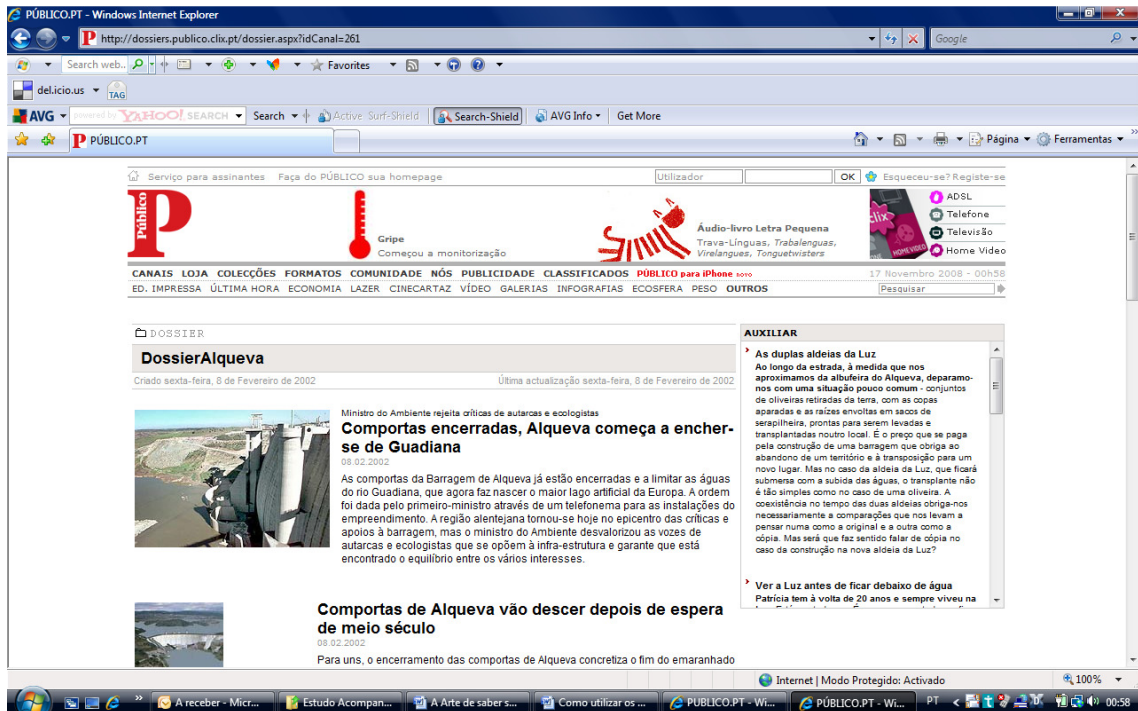 PÚBLICO.PT - Windows Internet Explorer
http://dossiers.publico.clix.pt/dossier.aspx?idCanal=261
Google
Search web..
Favorites
del.icio.us
TAG
AVG powered by YAHOO! SEARCH Search Active Surf-Shield Search-Shield AVG Info Get More
PÚBLICO.PT
Página Ferramentas
Serviço para assinantes Faça do PÚBLICO sua homepage
Utilizador OK Esqueceu-se? Registe-se
Público
Gripe
Começou a monitorização
Áudio-livro Letra Pequena
Trava-Línguas, Trabalenguas,
Virelangues, Tonguetwisters
clix
HOMEVIDEO
ADSL
Telefone
Televisão
Home Video
CANAIS LOJA COLECÇÕES FORMATOS COMUNIDADE NÓS PUBLICIDADE CLASSIFICADOS PÚBLICO para iPhone NOVO
17 Novembro 2008 - 00h58
ED. IMPRESSA ÚLTIMA HORA ECONOMIA LAZER CINECARTAZ VÍDEO GALERIAS INFOGRAFIAS ECOSFERA PESO OUTROS
Pesquisar
DOSSIER
DossierAlqueva
Criado sexta-feira, 8 de Fevereiro de 2002
Última actualização sexta-feira, 8 de Fevereiro de 2002
Ministro do Ambiente rejeita críticas de autarcas e ecologistas
Comportas encerradas, Alqueva começa a encher-
se de Guadiana
08.02.2002
As comportas da Barragem de Alqueva já estão encerradas e a limitar as águas
do rio Guadiana, que agora faz nascer o maior lago artificial da Europa. A ordem
foi dada pelo primeiro-ministro através de um telefonema para as instalações do
empreendimento. A região alentejana tornou-se hoje no epicentro das críticas e
apoios à barragem, mas o ministro do Ambiente desvalorizou as vozes de
autarcas e ecologistas que se opõem à infra-estrutura e garante que está
encontrado o equilíbrio entre os vários interesses.
Comportas de Alqueva vão descer depois de espera
de meio século
08.02.2002
Para uns, o encerramento das comportas de Alqueva concretiza o fim do emaranhado
AUXILIAR
As duplas aldeias da Luz
Ao longo da estrada, à medida que nos
aproximamos da albufeira do Alqueva, deparamo-
nos com uma situação pouco comum - conjuntos
de oliveiras retiradas da terra, com as copas
aparadas e as raízes envoltas em sacos de
serapilheira, prontas para serem levadas e
transplantadas noutro local. É o preço que se paga
pela construção de uma barragem que obriga ao
abandono de um território e à transposição para um
novo lugar. Mas no caso da aldeia da Luz, que ficará
submersa com a subida das águas, o transplante não
é tão simples como no caso de uma oliveira. A
coexistência no tempo das duas aldeias obriga-nos
necessariamente a comparações que nos levam a
pensar numa como a original e a outra como a
cópia. Mas será que faz sentido falar de cópia no
caso da construção na nova aldeia da Luz?
Ver a Luz antes de ficar debaixo de água
Patrícia tem à volta de 20 anos e sempre viveu na
Internet | Modo Protegido: Activado
100%
A receber - Micr... Estudo Acompan... A Arte de saber s... Como utilizar os ... PUBLICO.PT - Wi... PÚBLICO.PT - Wi... PT 00:58